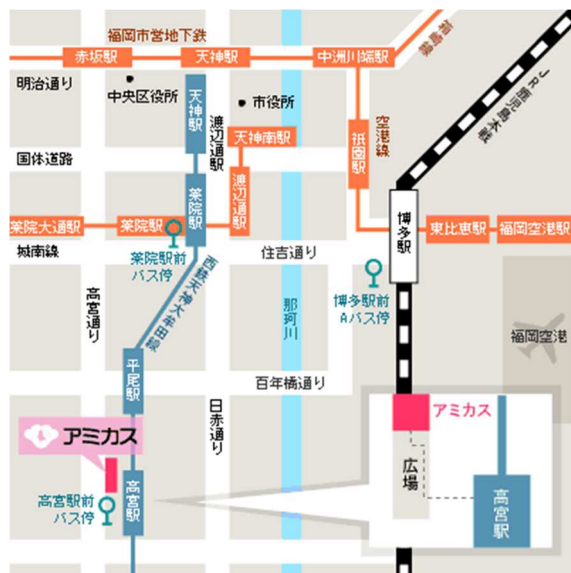 福岡市営地下鉄
赤坂駅
天神駅
中洲川端駅
箱崎線
明治通り
中央区役所
天神駅
渡辺通駅
市役所
天神南駅
祇園駅
空港線
JR鹿児島本線
国体道路
薬院駅
渡辺通駅
博多駅
薬院大通駅
薬院駅
東比恵駅
福岡空港駅
城南線
薬院駅前
バス停
住吉通り
博多駅前
Aバス停
高宮通り
西鉄天神大牟田線
那珂川
福岡空港
平尾駅
百年橋通り
日赤通り
アミカス
アミカス
広場
高宮駅
高宮駅前
バス停
高宮駅